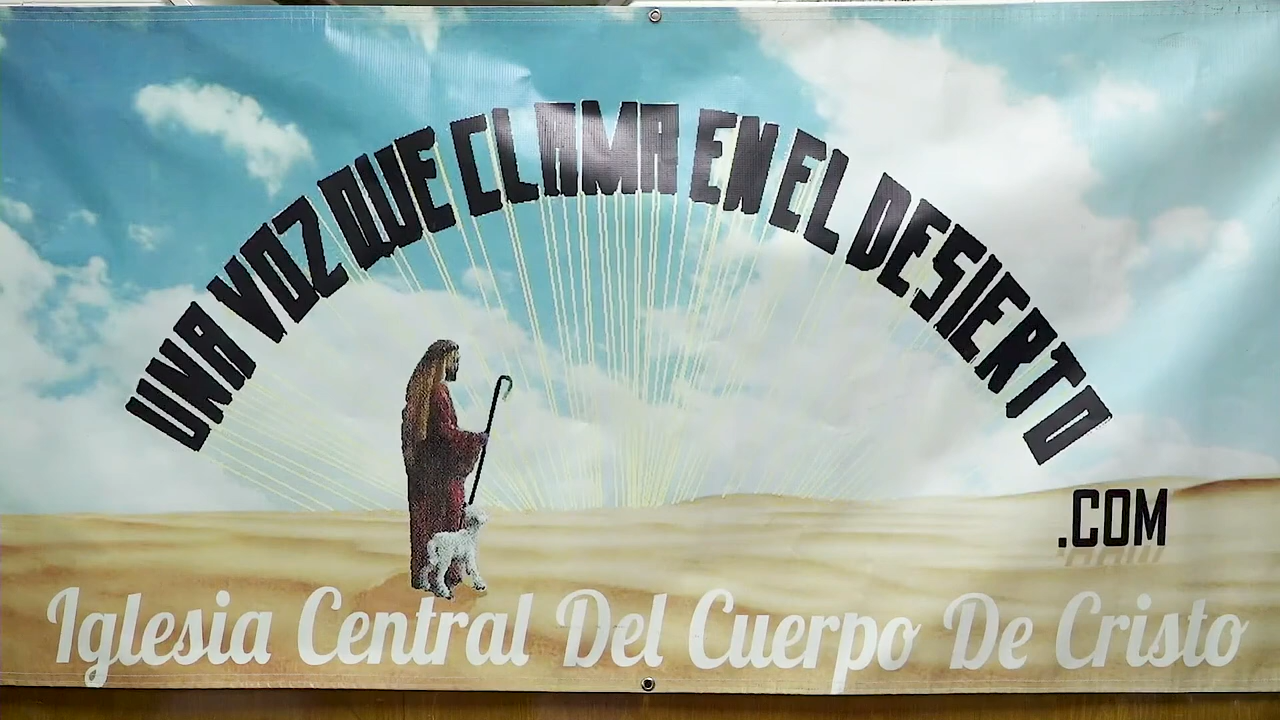 UNA VOZ QUE CLAMA EN EL DESIERTO
.COM
Iglesia Central Del Cuerpo De Cristo